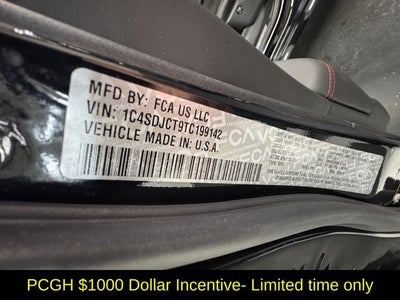 MFD BY: FCA US LLC
VIN: 1C4SDJCT9TC199142
VEHICLE MADE IN U.S.A.
PCGH $1000 Dollar Incentive- Limited time only